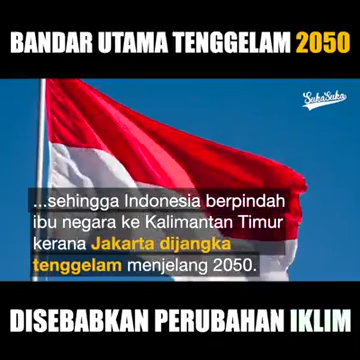 BANDAR UTAMA TENGGELAM 2050
SukaSuka
...sehingga Indonesia berpindah
ibu negara ke Kalimantan Timur
kerana Jakarta dijangka
tenggelam menjelang 2050.
DISEBABKAN PERUBAHAN IKLIM